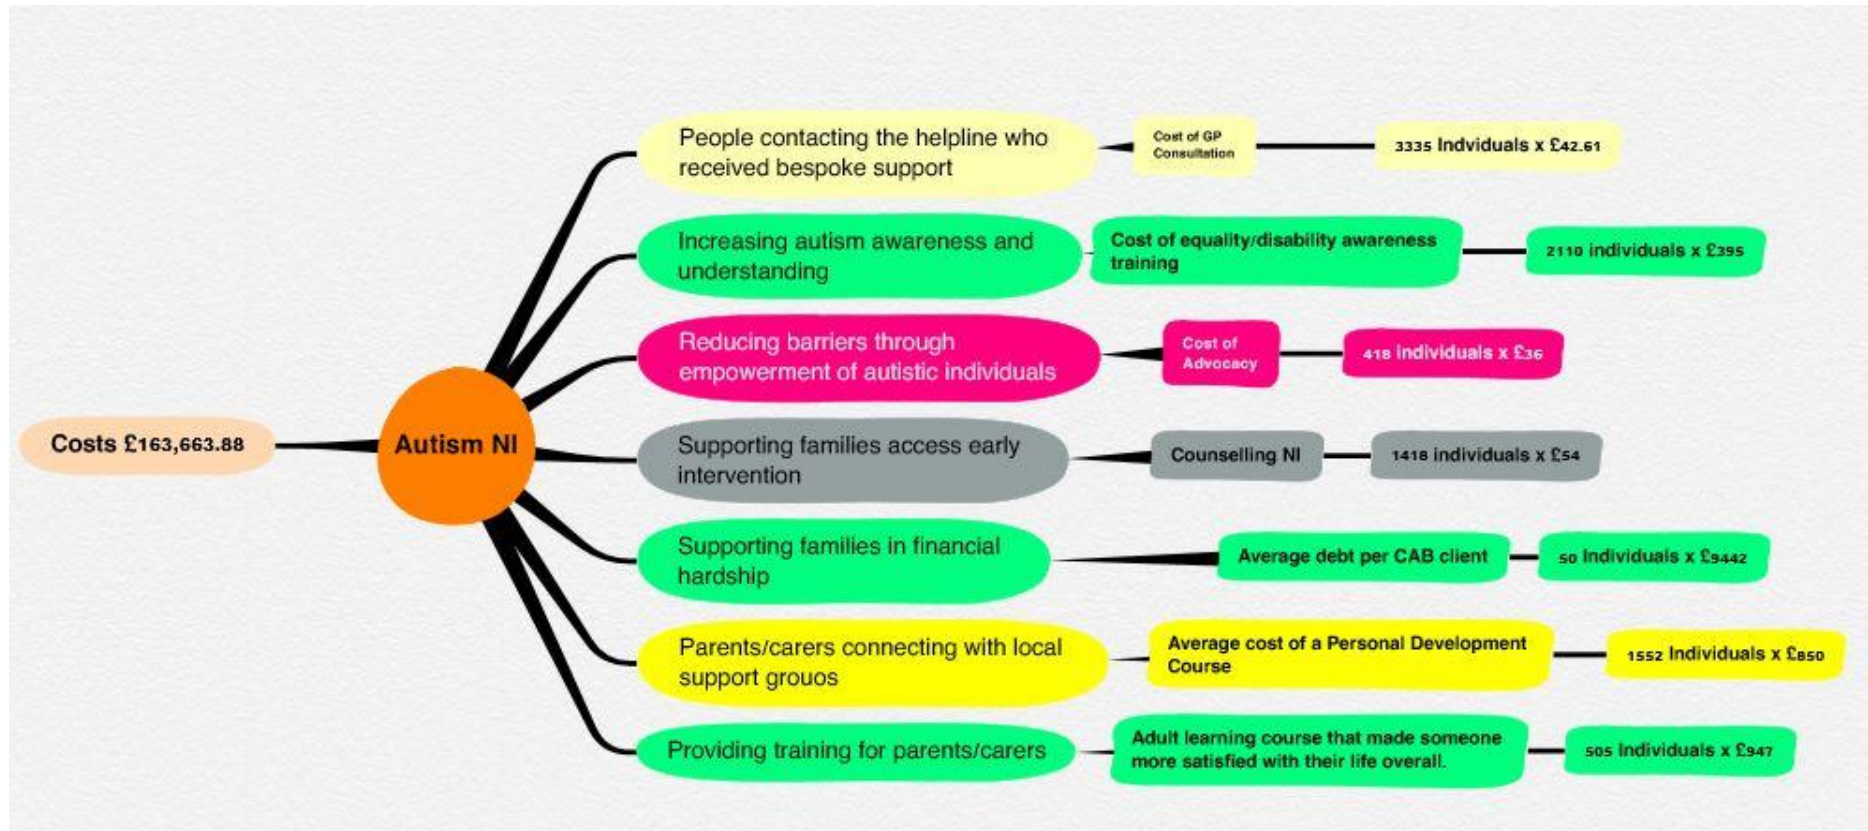 People contacting the helpline who
received bespoke support
Cost of GP
Consultation
3335 Indviduals x £42.61
Increasing autism awareness and
understanding
Cost of equality/disability awareness
training
2110 individuals x £395
Reducing barriers through
empowerment of autistic individuals
Cost of
Advocacy
418 individuals x £36
Costs £163,663.88
Autism NI
Supporting families access early
intervention
Counselling NI
1418 individuals x £54
Supporting families in financial
hardship
Average debt per CAB client
50 Individuals x £9442
Parents/carers connecting with local
support grouos
Average cost of a Personal Development
Course
1552 Individuals x £850
Providing training for parents/carers
Adult learning course that made someone
more satisfied with their life overall.
505 Individuals x £947